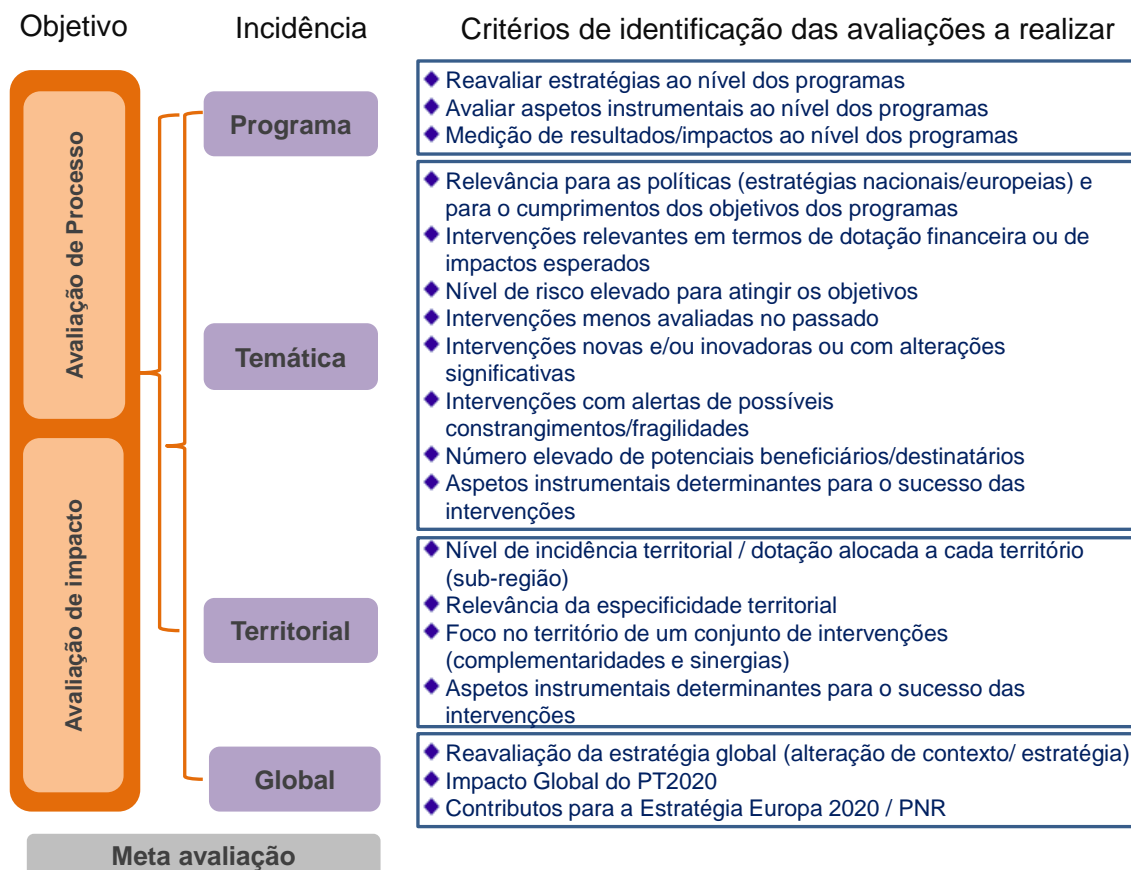 Objetivo
Incidência
Critérios de identificação das avaliações a realizar
Avaliação de Processo
Avaliação de impacto
Programa
Reavaliar estratégias ao nível dos programas
Avaliar aspetos instrumentais ao nível dos programas
Medição de resultados/impactos ao nível dos programas
Temática
Relevância para as políticas (estratégias nacionais/europeias) e
para o cumprimentos dos objetivos dos programas
Intervenções relevantes em termos de dotação financeira ou de
impactos esperados
Nível de risco elevado para atingir os objetivos
Intervenções menos avaliadas no passado
Intervenções novas e/ou inovadoras ou com alterações
significativas
Intervenções com alertas de possíveis
constrangimentos/fragilidades
Número elevado de potenciais beneficiários/destinatários
Aspetos instrumentais determinantes para o sucesso das
intervenções
Territorial
Nível de incidência territorial / dotação alocada a cada território
(sub-região)
Relevância da especificidade territorial
Foco no território de um conjunto de intervenções
(complementaridades e sinergias)
Aspetos instrumentais determinantes para o sucesso das
intervenções
Global
Reavaliação da estratégia global (alteração de contexto/ estratégia)
Impacto Global do PT2020
Contributos para a Estratégia Europa 2020 / PNR
Meta avaliação